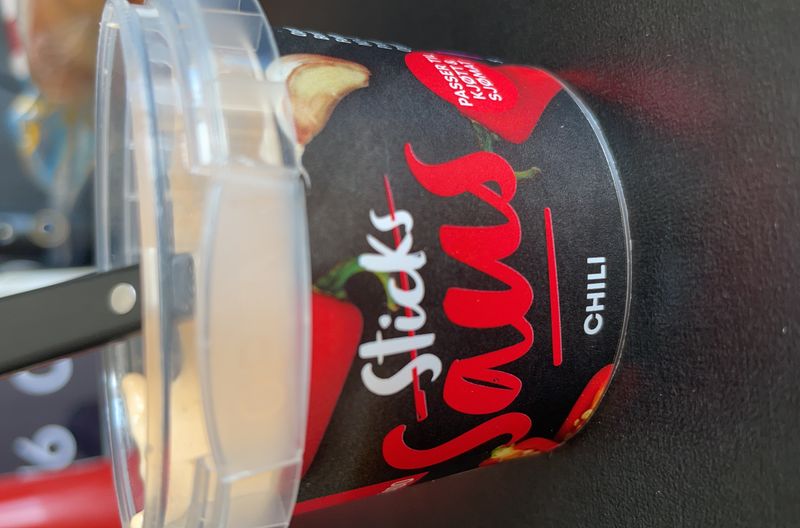 PASSER TIL
KJØTT &
SJØMAT
Sticks
Saus
CHILI